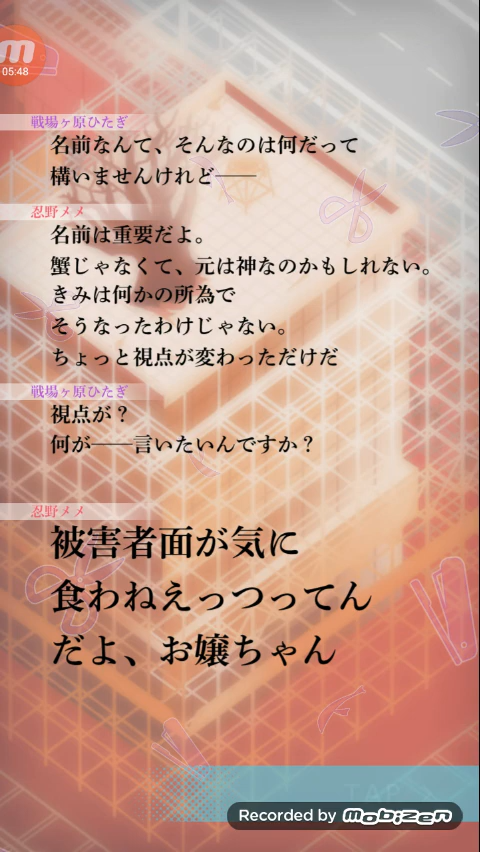 m
05:48
戦場ヶ原ひたぎ
名前なんて、そんなのは何だって
構いませんけれど──
忍野メメ
名前は重要だよ。
蟹じゃなくて、元は神なのかもしれない。
きみは何かの所為で
そうなったわけじゃない。
ちょっと視点が変わっただけだ
戦場ヶ原ひたぎ
視点が？
何が──言いたいんですか？
忍野メメ
被害者面が気に
食わねえっつってん
だよ、お嬢ちゃん
TAP
Recorded by mobizen